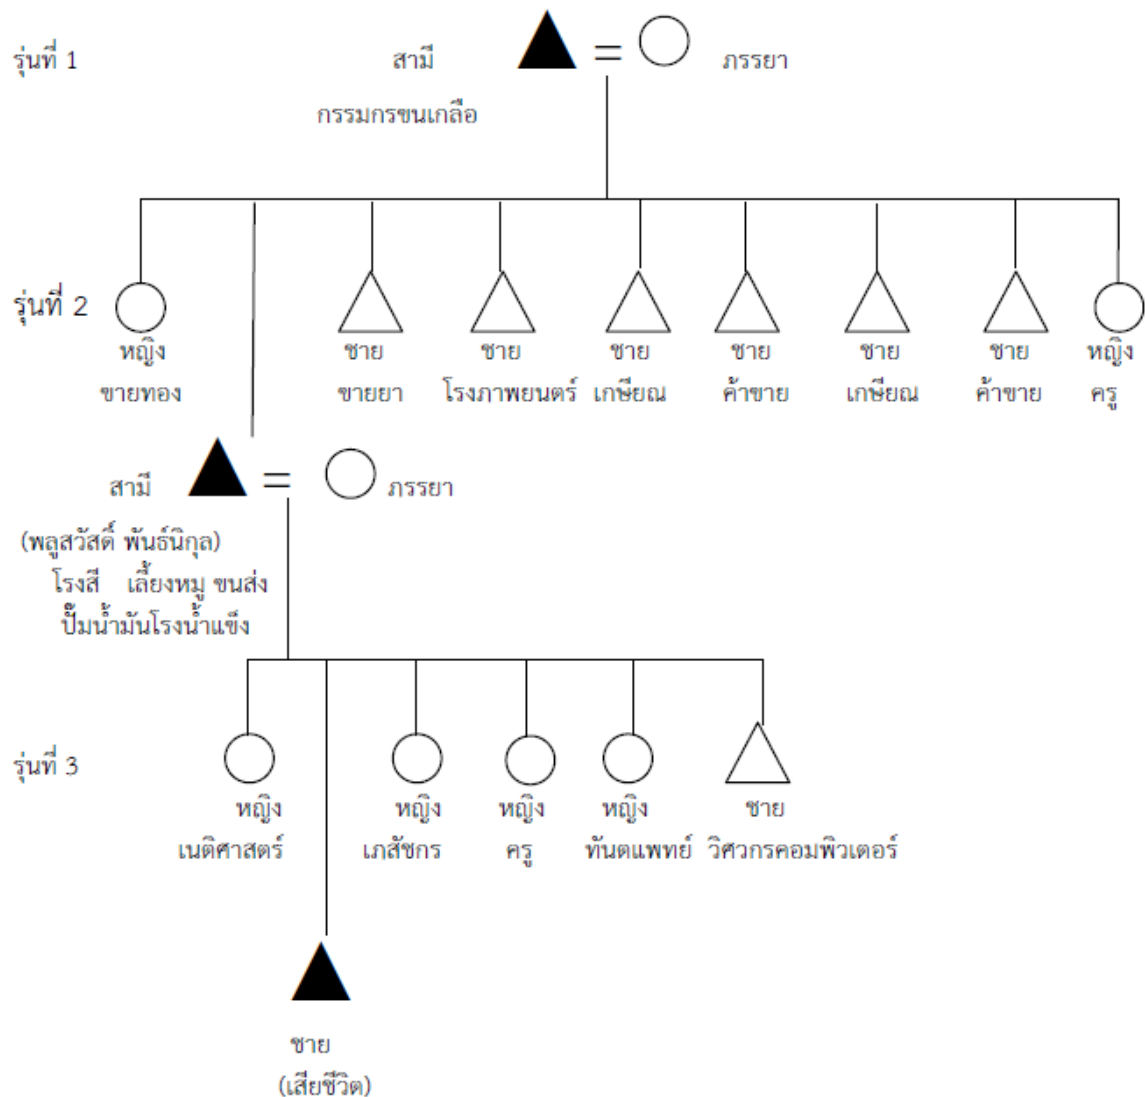 รุ่นที่ 1
สามี = ภรรยา
กรรมกรขนเกลือ
รุ่นที่ 2
หญิง ชาย ชาย ชาย ชาย ชาย ชาย หญิง
ขายทอง ขายยา โรงภาพยนตร์ เกษียณ ค้าขาย เกษียณ ค้าขาย ครู
สามี = ภรรยา
(พลูสวัสดิ์ พันธ์นิกุล)
โรงสี เลี้ยงหมู ขนส่ง
ปั๊มน้ำมันโรงน้ำแข็ง
รุ่นที่ 3
หญิง หญิง หญิง หญิง ชาย
เนติศาสตร์ เภสัชกร ครู ทันตแพทย์ วิศวกรคอมพิวเตอร์
ชาย
(เสียชีวิต)